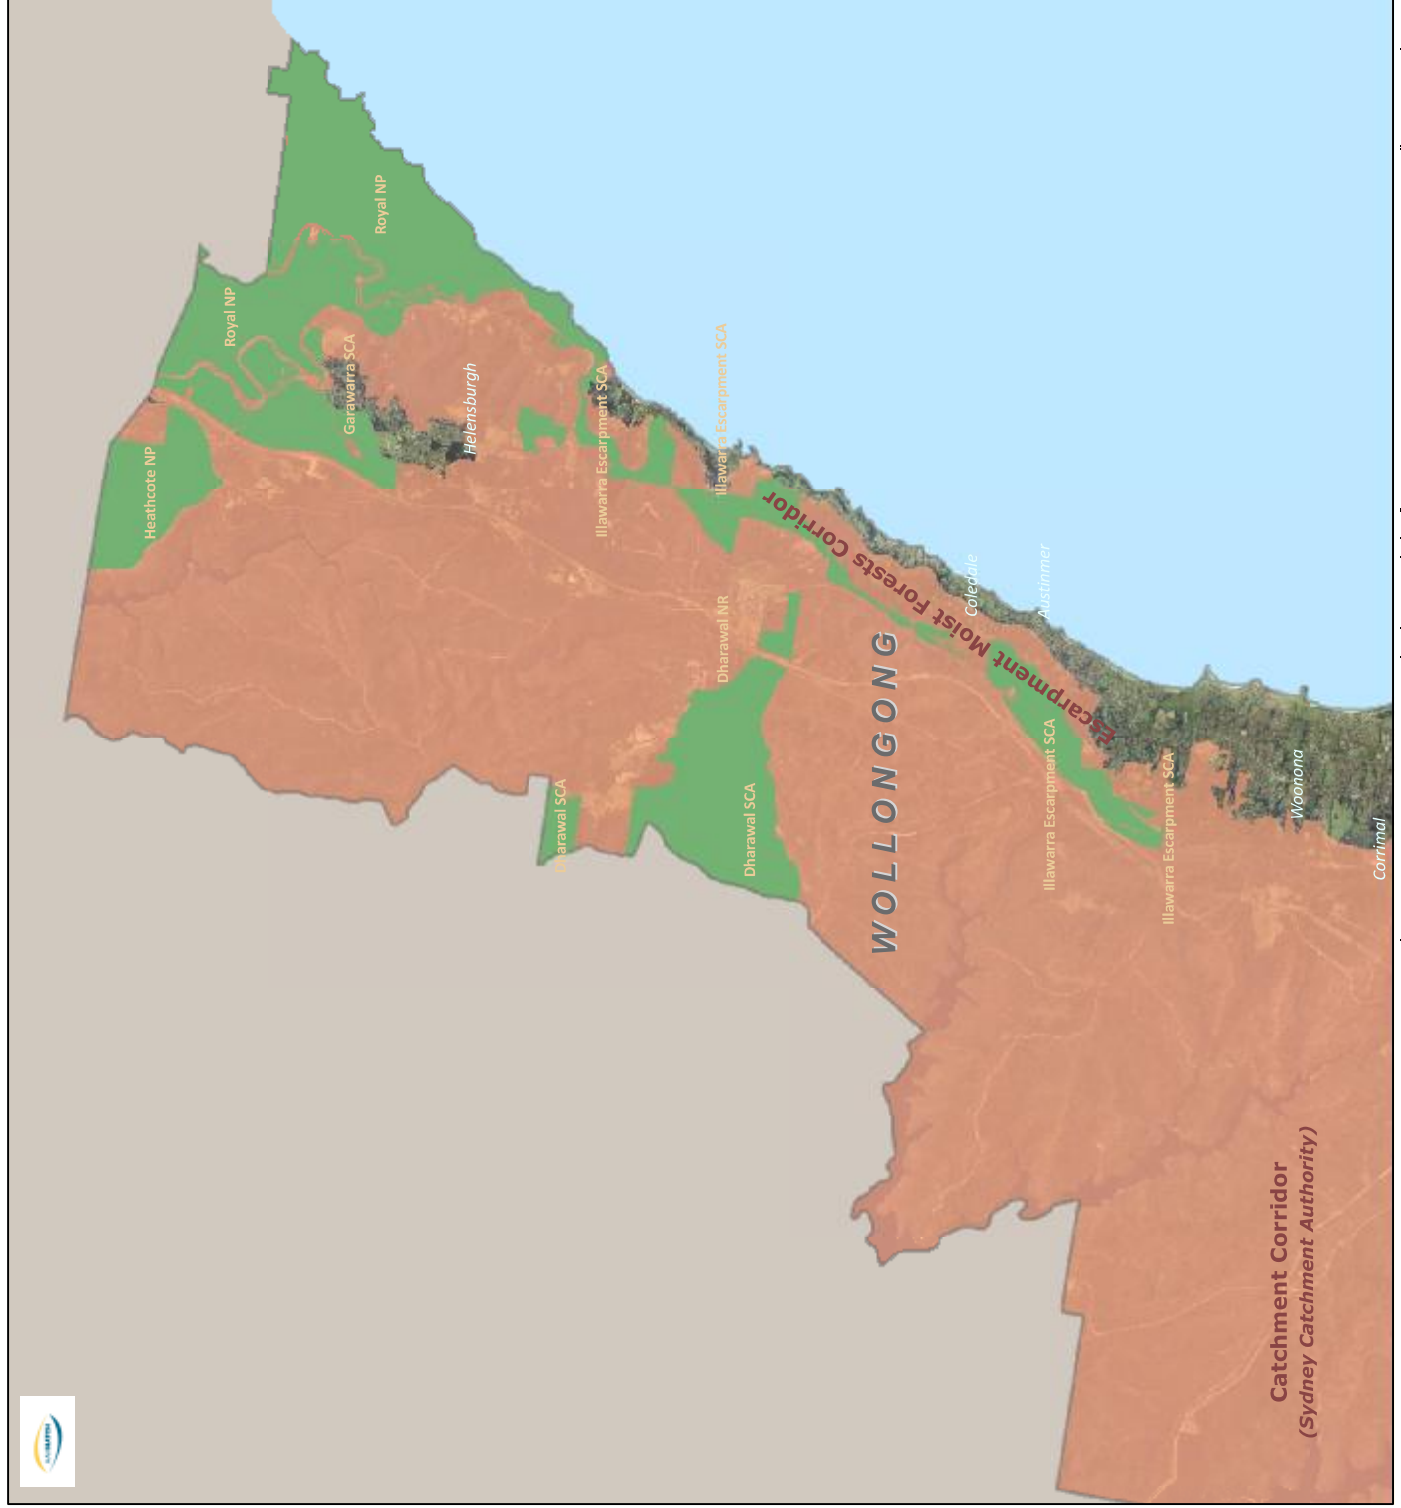 Royal NP
Royal NP
Heathcote NP
Garawarra SCA
Helensburgh
Illawarra Escarpment SCA
Illawarra Escarpment SCA
Escarpment Moist Forests Corridor
Coledale
Austinmer
Dharawal NR
WOLLONGONG
Dharawal SCA
Dharawal SCA
Illawarra Escarpment SCA
Illawarra Escarpment SCA
Woonona
Corrimal
Catchment Corridor
(Sydney Catchment Authority)